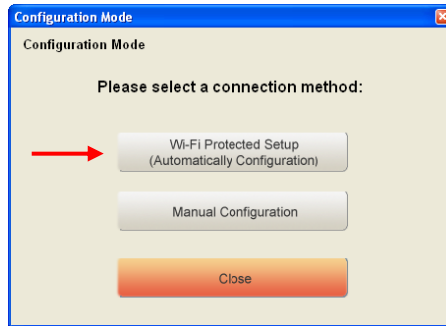 Configuration Mode
Configuration Mode
Please select a connection method:
Wi-Fi Protected Setup
(Automatically Configuration)
Manual Configuration
Close